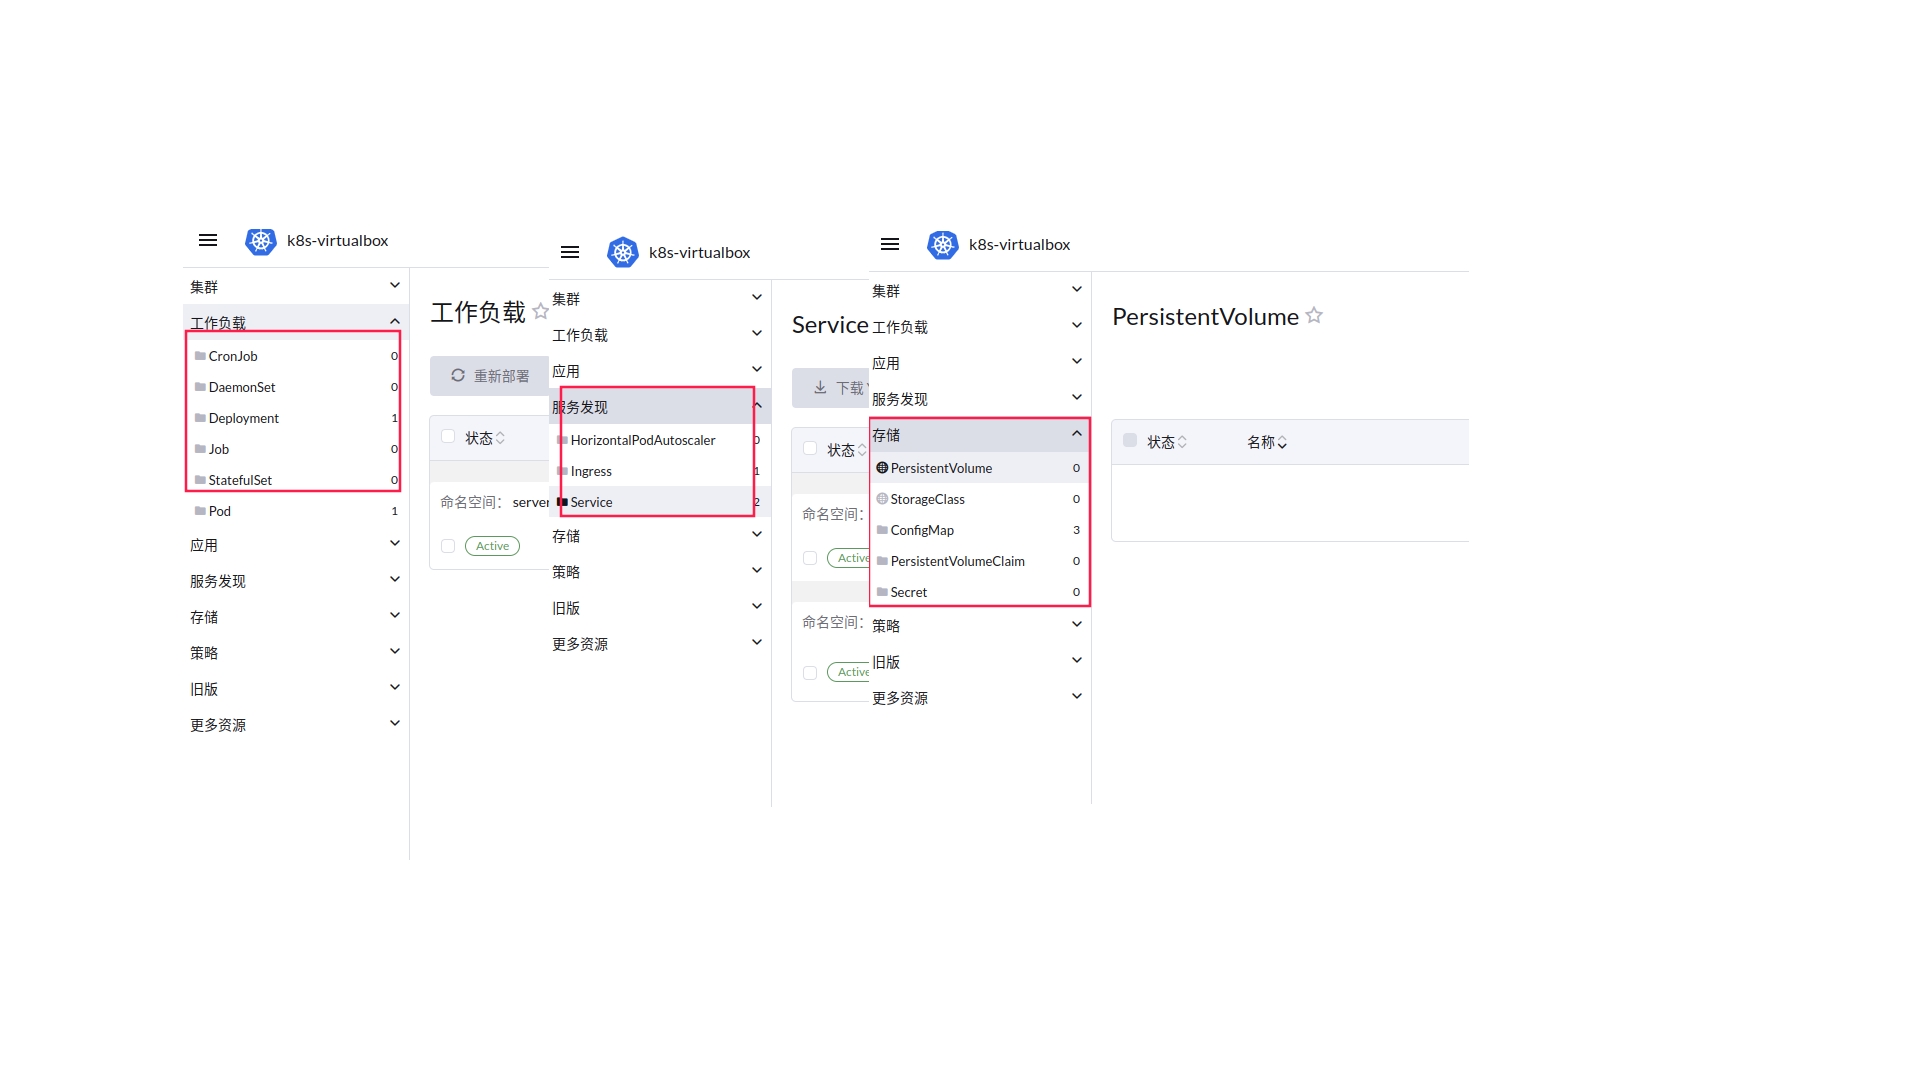 k8s-virtualbox
集群
工作负载
CronJob 0
DaemonSet 0
Deployment 1
Job 0
StatefulSet 0
Pod 1
应用
服务发现
存储
策略
旧版
更多资源
工作负载
重新部署
状态
命名空间： server
Active
k8s-virtualbox
集群
工作负载
应用
服务发现
HorizontalPodAutoscaler 0
Ingress 1
Service 2
存储
策略
旧版
更多资源
Service
下载
状态
命名空间：
Active
命名空间：
Active
k8s-virtualbox
集群
工作负载
应用
服务发现
存储
PersistentVolume 0
StorageClass 0
ConfigMap 3
PersistentVolumeClaim 0
Secret 0
策略
旧版
更多资源
PersistentVolume
状态 名称